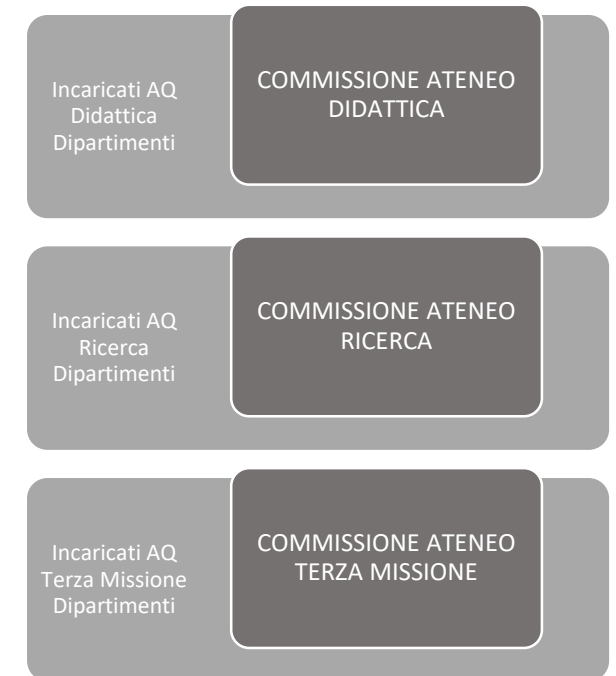 Incaricati AQ
Didattica
Dipartimenti
COMMISSIONE ATENEO
DIDATTICA
Incaricati AQ
Ricerca
Dipartimenti
COMMISSIONE ATENEO
RICERCA
Incaricati AQ
Terza Missione
Dipartimenti
COMMISSIONE ATENEO
TERZA MISSIONE